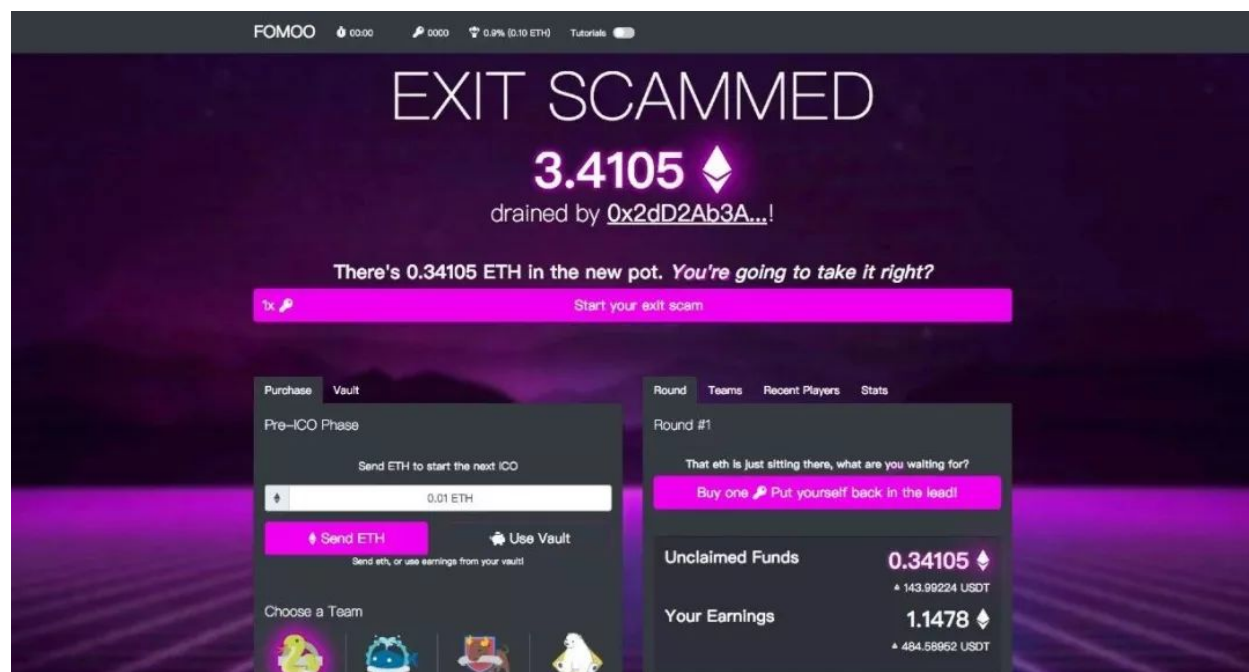 FOMOO 00:00 0000 0.9% (0.10 ETH) Tutorials
EXIT SCAMMED
3.4105
drained by 0x2dD2Ab3A...!
There's 0.34105 ETH in the new pot. You're going to take it right?
1x Start your exit scam
Purchase Vault
Pre-ICO Phase
Send ETH to start the next ICO
0.01 ETH
Send ETH Use Vault
Send eth, or use earnings from your vault!
Choose a Team
Round Teams Recent Players Stats
Round #1
That eth is just sitting there, what are you waiting for?
Buy one Put yourself back in the lead!
Unclaimed Funds 0.34105
≙ 143.99224 USDT
Your Earnings 1.1478
≙ 484.58952 USDT